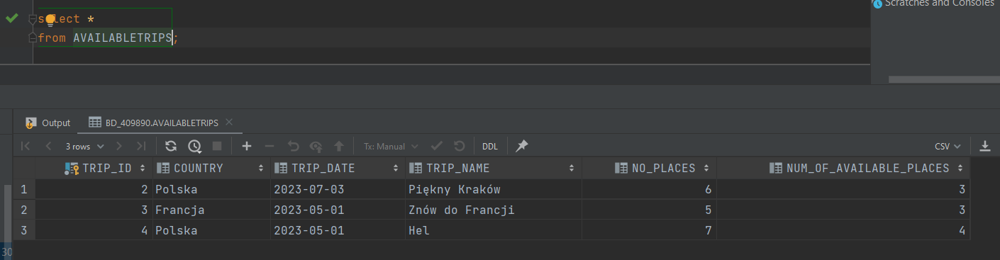 Scratches and Consoles
select *
from AVAILABLETRIPS;
Output BD_409890.AVAILABLETRIPS
3 rows Tx: Manual DDL CSV
TRIP_ID COUNTRY TRIP_DATE TRIP_NAME NO_PLACES NUM_OF_AVAILABLE_PLACES
1 2 Polska 2023-07-03 Piękny Kraków 6 3
2 3 Francja 2023-05-01 Znów do Francji 5 3
3 4 Polska 2023-05-01 Hel 7 4
30